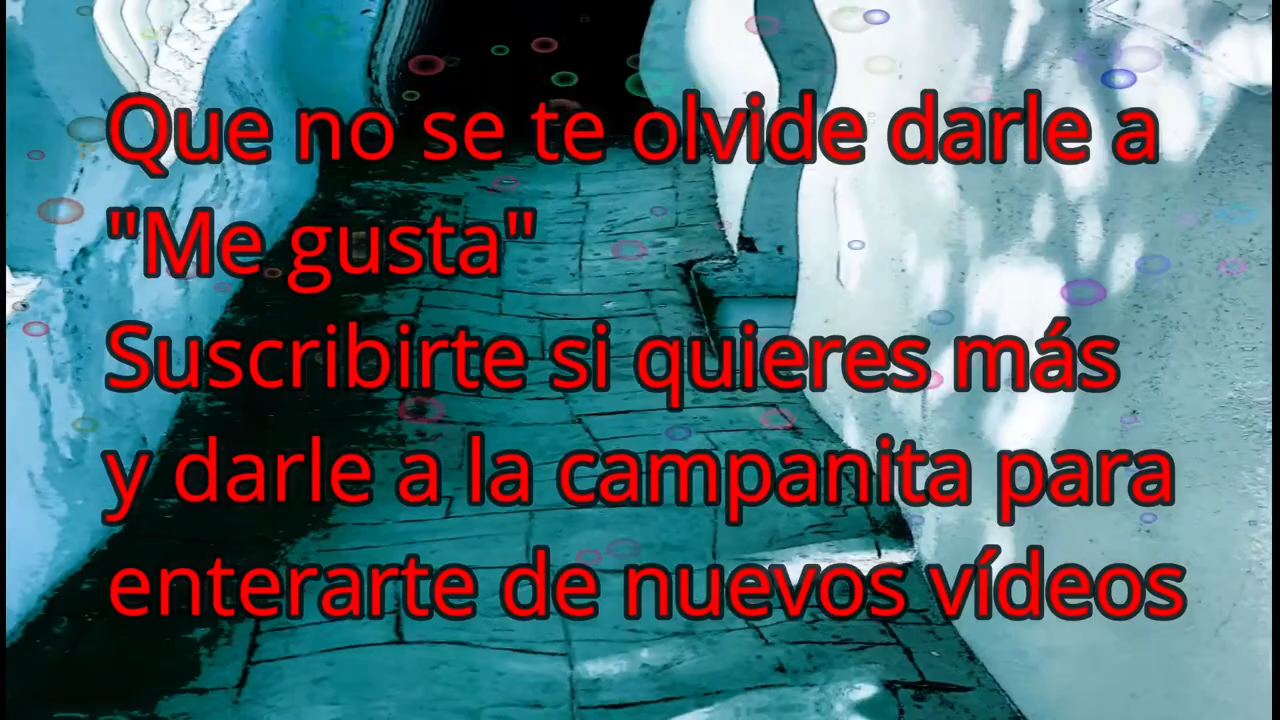 Que no se te olvide darle a
"Me gusta"
Suscribirte si quieres más
y darle a la campanita para
enterarte de nuevos vídeos